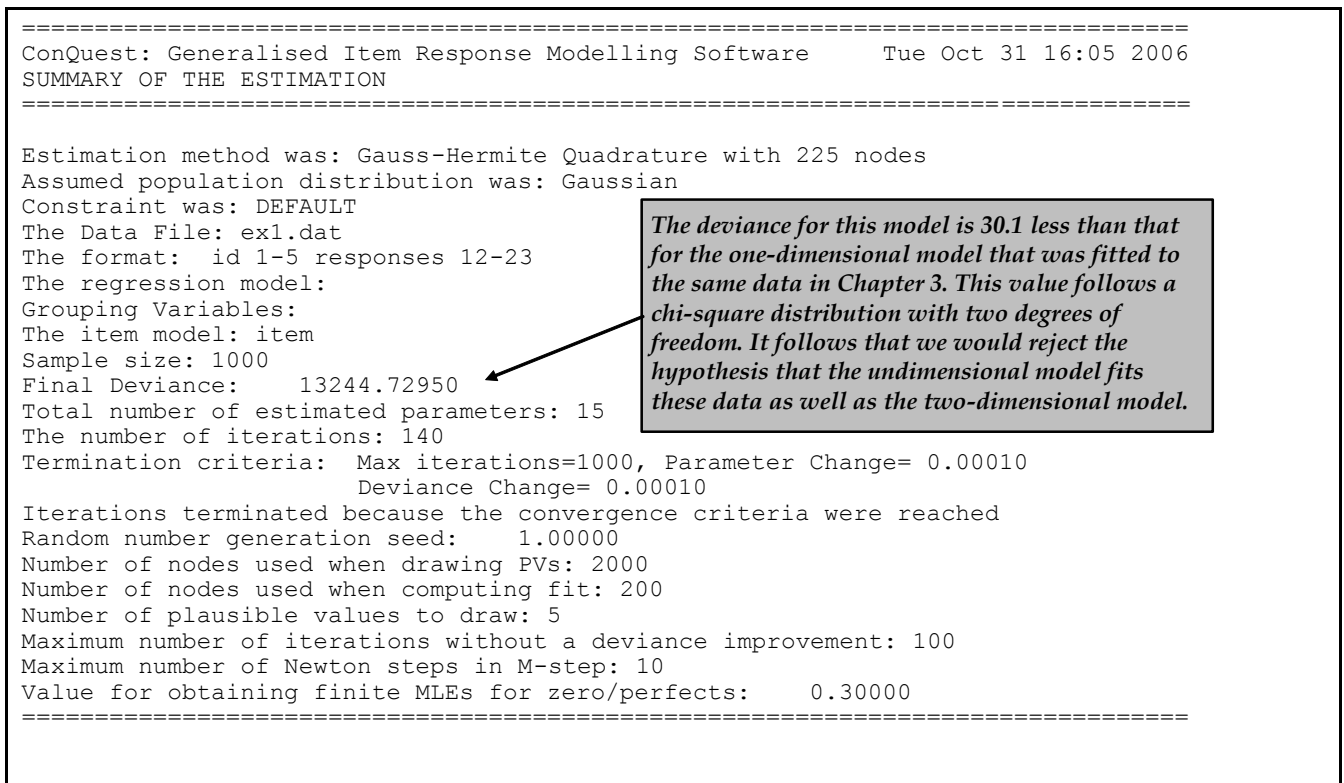 ================================================================================
ConQuest: Generalised Item Response Modelling Software     Tue Oct 31 16:05 2006
SUMMARY OF THE ESTIMATION
================================================================================
Estimation method was: Gauss-Hermite Quadrature with 225 nodes
Assumed population distribution was: Gaussian
Constraint was: DEFAULT
The Data File: ex1.dat
The format:  id 1-5 responses 12-23
The regression model:
Grouping Variables:
The item model: item
Sample size: 1000
Final Deviance:    13244.72950
Total number of estimated parameters: 15
The number of iterations: 140
Termination criteria:  Max iterations=1000, Parameter Change= 0.00010
                       Deviance Change= 0.00010
Iterations terminated because the convergence criteria were reached
Random number generation seed:    1.00000
Number of nodes used when drawing PVs: 2000
Number of nodes used when computing fit: 200
Number of plausible values to draw: 5
Maximum number of iterations without a deviance improvement: 100
Maximum number of Newton steps in M-step: 10
Value for obtaining finite MLEs for zero/perfects:    0.30000
================================================================================
The deviance for this model is 30.1 less than that
for the one-dimensional model that was fitted to
the same data in Chapter 3. This value follows a
chi-square distribution with two degrees of
freedom. It follows that we would reject the
hypothesis that the undimensional model fits
these data as well as the two-dimensional model.